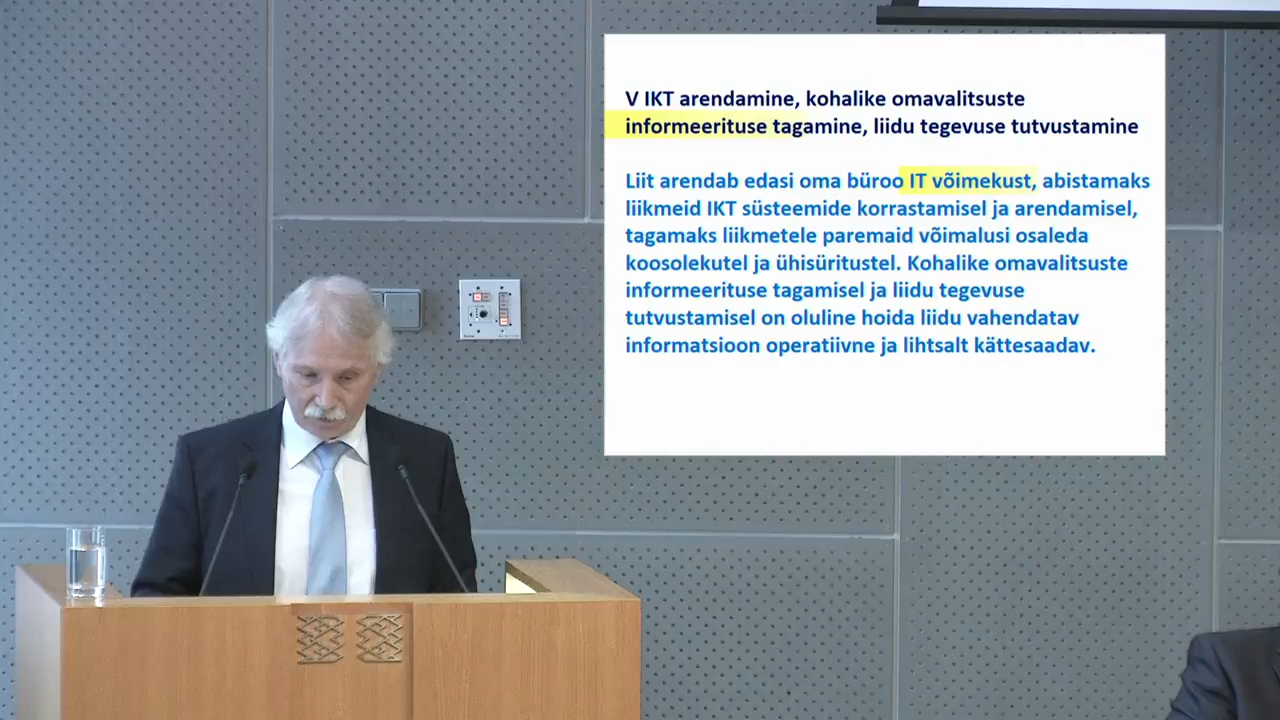 V IKT arendamine, kohalike omavalitsuste
informeerituse tagamine, liidu tegevuse tutvustamine
Liit arendab edasi oma büroo IT võimekust, abistamaks
liikmeid IKT süsteemide korrastamisel ja arendamisel,
tagamaks liikmetele paremaid võimalusi osaleda
koosolekutel ja ühisüritustel. Kohalike omavalitsuste
informeerituse tagamisel ja liidu tegevuse
tutvustamisel on oluline hoida liidu vahendatav
informatsioon operatiivne ja lihtsalt kättesaadav.